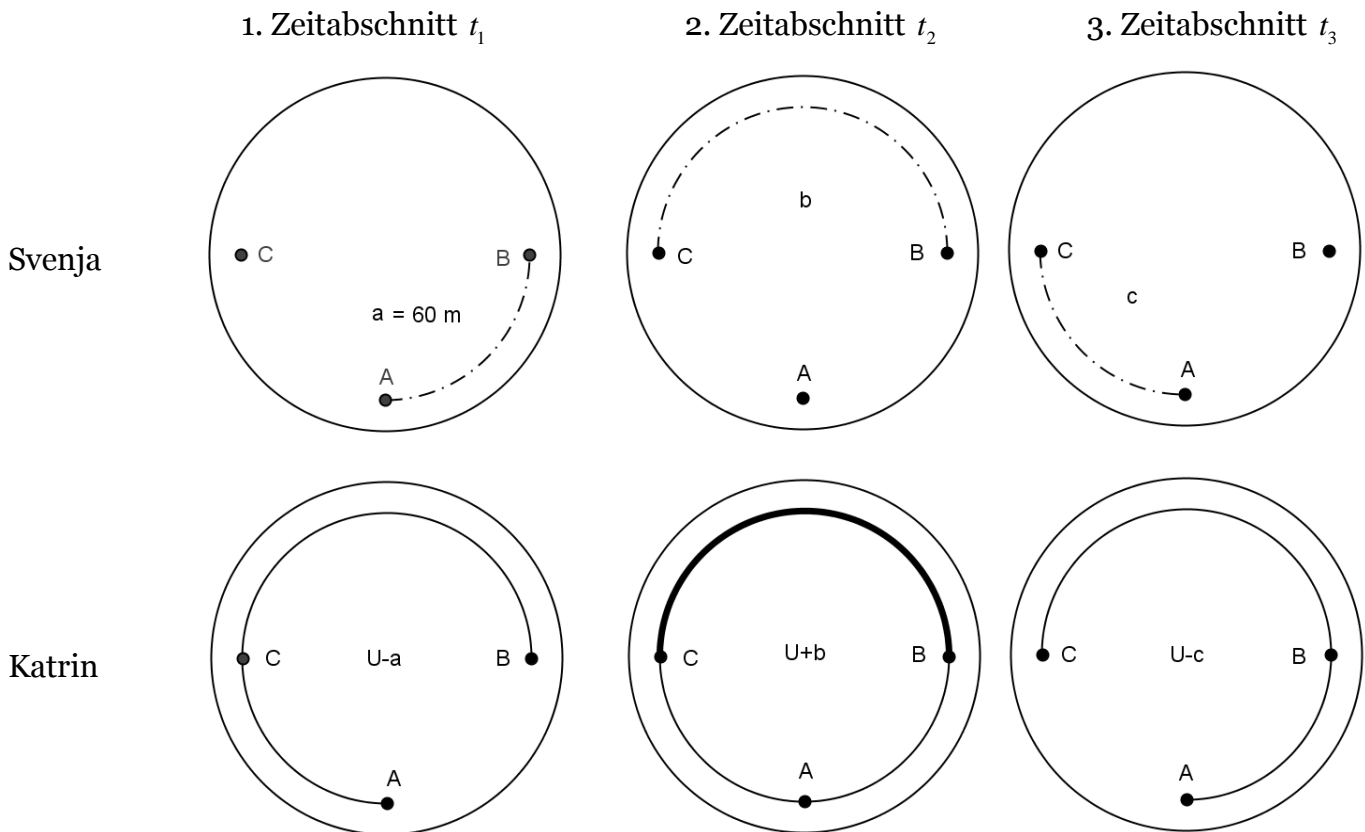 1. Zeitabschnitt t₁ 2. Zeitabschnitt t₂ 3. Zeitabschnitt t₃
Svenja
C B
a = 60 m
A
b
C B
A
C B
c
A
Katrin
C U-a B
A
C U+b B
A
C U-c B
A